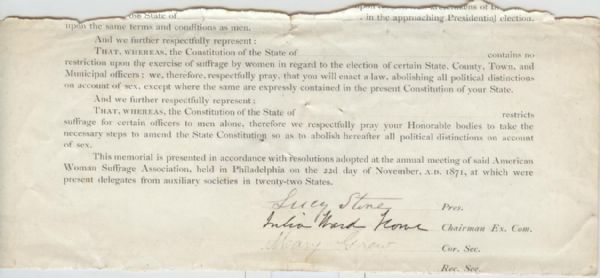 the State of
in the approaching Presidential election.
upon the same terms and conditions as men.
And we further respectfully represent :
THAT, WHEREAS, the Constitution of the State of contains no
restriction upon the exercise of suffrage by women in regard to the election of certain State, County, Town, and
Municipal officers ; we, therefore, respectfully pray, that you will enact a law, abolishing all political distinctions
on account of sex, except where the same are expressly contained in the present Constitution of your State.
And we further respectfully represent :
THAT, WHEREAS, the Constitution of the State of restricts
suffrage for certain officers to men alone, therefore we respectfully pray your Honorable bodies to take the
necessary steps to amend the State Constitution so as to abolish hereafter all political distinctions on account
of sex.
This memorial is presented in accordance with resolutions adopted at the annual meeting of said American
Woman Suffrage Association, held in Philadelphia on the 22d day of November, A.D. 1871, at which were
present delegates from auxiliary societies in twenty-two States.
Lucy Stone Pres.
Julia Ward Howe Chairman Ex. Com.
Mary Grew Cor. Sec.
Rec. Sec.